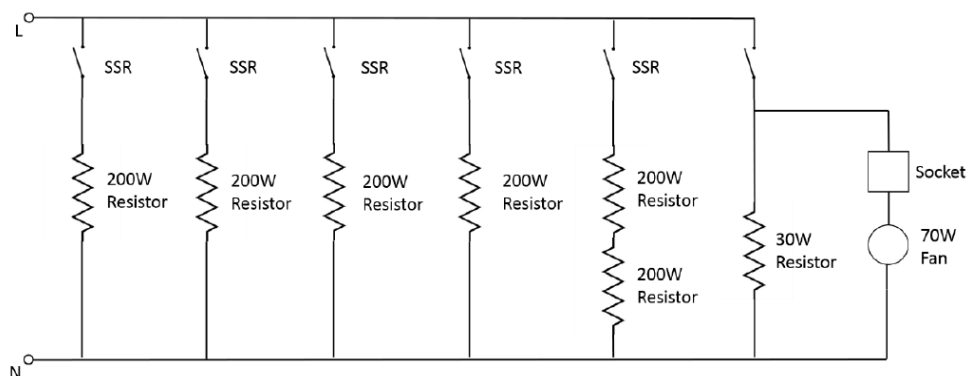 L
SSR
SSR
SSR
SSR
SSR
200W
Resistor
200W
Resistor
200W
Resistor
200W
Resistor
200W
Resistor
Socket
30W
Resistor
70W
Fan
200W
Resistor
N